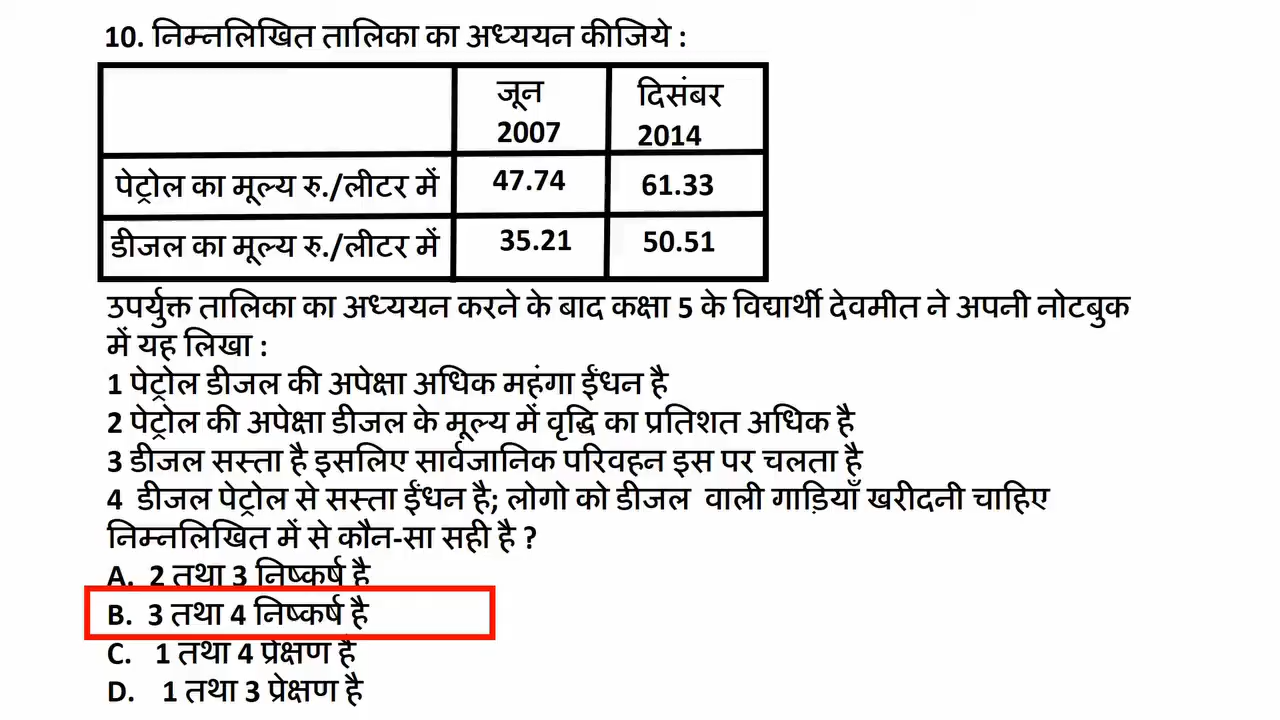 10. निम्नलिखित तालिका का अध्ययन कीजिये :
जून 2007
दिसंबर 2014
पेट्रोल का मूल्य रु./लीटर में 47.74 61.33
डीजल का मूल्य रु./लीटर में 35.21 50.51
उपर्युक्त तालिका का अध्ययन करने के बाद कक्षा 5 के विद्यार्थी देवमीत ने अपनी नोटबुक
में यह लिखा :
1 पेट्रोल डीजल की अपेक्षा अधिक महंगा ईंधन है
2 पेट्रोल की अपेक्षा डीजल के मूल्य में वृद्धि का प्रतिशत अधिक है
3 डीजल सस्ता है इसलिए सार्वजानिक परिवहन इस पर चलता है
4 डीजल पेट्रोल से सस्ता ईंधन है; लोगो को डीजल वाली गाड़ियाँ खरीदनी चाहिए
निम्नलिखित में से कौन-सा सही है ?
A. 2 तथा 3 निष्कर्ष है
B. 3 तथा 4 निष्कर्ष है
C. 1 तथा 4 प्रेक्षण है
D. 1 तथा 3 प्रेक्षण है